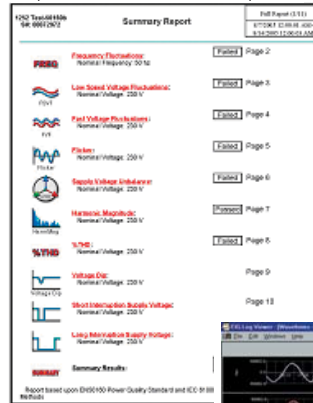 Summary Report
Frequency Fluctuations:
Nominal Frequency: 50 Hz
Failed Page 2
FREQ
Low Speed Voltage Fluctuations:
Nominal Voltage: 230 V
Failed Page 3
Fast Voltage Fluctuations:
Nominal Voltage: 230 V
Failed Page 4
Flicker:
Nominal Voltage: 230 V
Failed Page 5
Flicker
Supply Voltage Unbalance:
Nominal Voltage: 230 V
Failed Page 6
Harmonic Magnitude:
Nominal Voltage: 230 V
Passed Page 7
HarmMag
%THD:
Nominal Voltage: 230 V
Failed Page 8
%THD
Voltage Dip:
Nominal Voltage: 230 V
Page 9
Voltage Dip
Short Interruption Supply Voltage:
Nominal Voltage: 230 V
Page 10
Long Interruption Supply Voltage:
Nominal Voltage: 230 V
SUMMARY
Summary Results:
Report based upon EN50160 Power Quality Standard and IEC
Methods
File Edit Windows Help